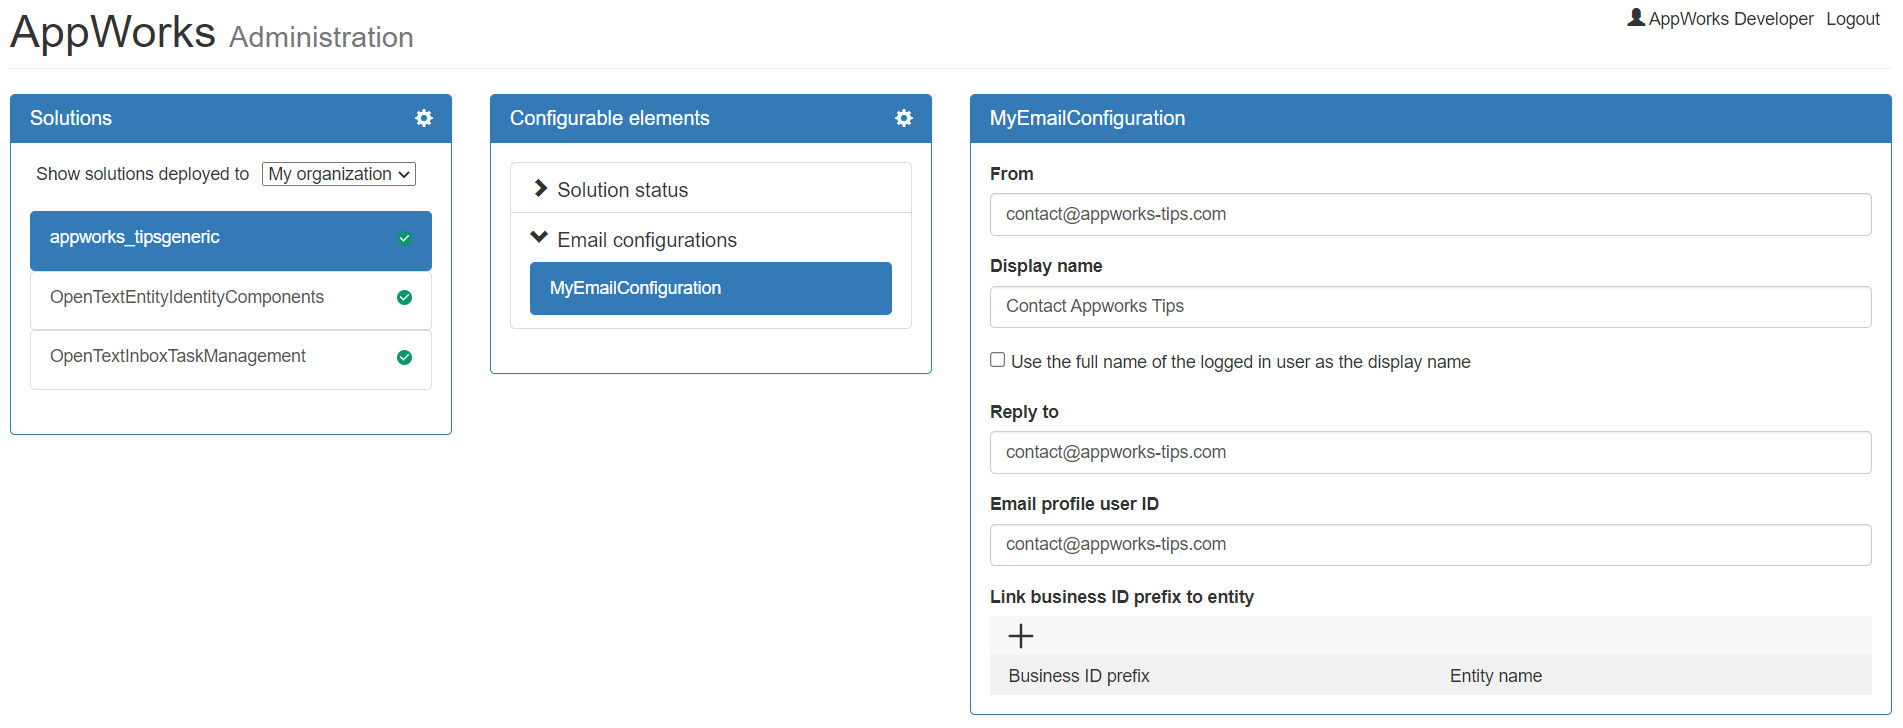 AppWorks Administration
AppWorks Developer Logout
Solutions
Show solutions deployed to My organization
appworks_tipsgeneric
OpenTextEntityIdentityComponents
OpenTextInboxTaskManagement
Configurable elements
Solution status
Email configurations
MyEmailConfiguration
MyEmailConfiguration
From
contact@appworks-tips.com
Display name
Contact Appworks Tips
Use the full name of the logged in user as the display name
Reply to
contact@appworks-tips.com
Email profile user ID
contact@appworks-tips.com
Link business ID prefix to entity
Business ID prefix Entity name